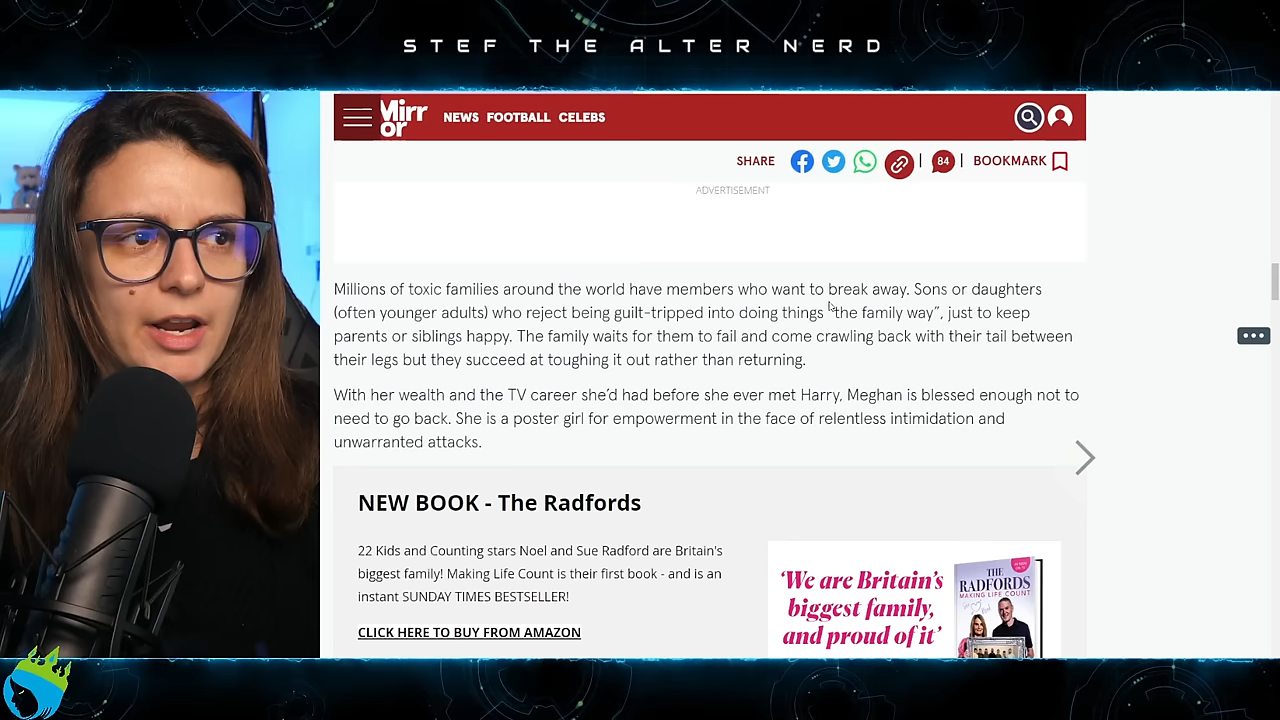 STEF THE ALTER NERD
Mirr
or
NEWS FOOTBALL CELEBS
SHARE
84
BOOKMARK
ADVERTISEMENT
Millions of toxic families around the world have members who want to break away. Sons or daughters
(often younger adults) who reject being guilt-tripped into doing things "the family way", just to keep
parents or siblings happy. The family waits for them to fail and come crawling back with their tail between
their legs but they succeed at toughing it out rather than returning.
With her wealth and the TV career she'd had before she ever met Harry, Meghan is blessed enough not to
need to go back. She is a poster girl for empowerment in the face of relentless intimidation and
unwarranted attacks.
NEW BOOK - The Radfords
22 Kids and Counting stars Noel and Sue Radford are Britain's
biggest family! Making Life Count is their first book - and is an
instant SUNDAY TIMES BESTSELLER!
CLICK HERE TO BUY FROM AMAZON
'We are Britain's
biggest family,
and proud of it'
THE
RADFORDS
MAKING LIFE COUNT